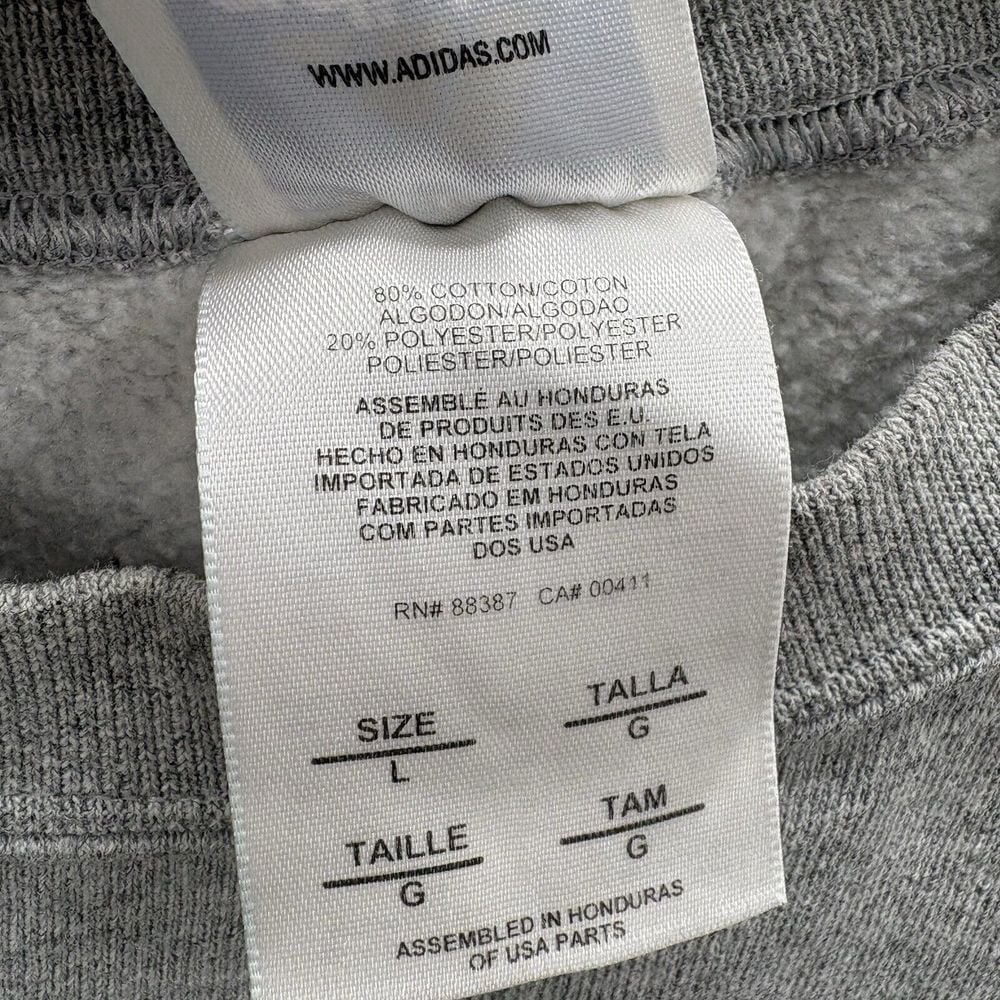 WWW.ADIDAS.COM
80% COTTON/COTON
ALGODON/ALGODAO
20% POLYESTER/POLYESTER
POLIESTER/POLIESTER
ASSEMBLÉ AU HONDURAS
DE PRODUITS DES E.U.
HECHO EN HONDURAS CON TELA
IMPORTADA DE ESTADOS UNIDOS
FABRICADO EM HONDURAS
COM PARTES IMPORTADAS
DOS USA
RN# 88387 CA# 00411
SIZE
L
TALLA
G
TAILLE
G
TAM
G
ASSEMBLED IN HONDURAS
OF USA PARTS